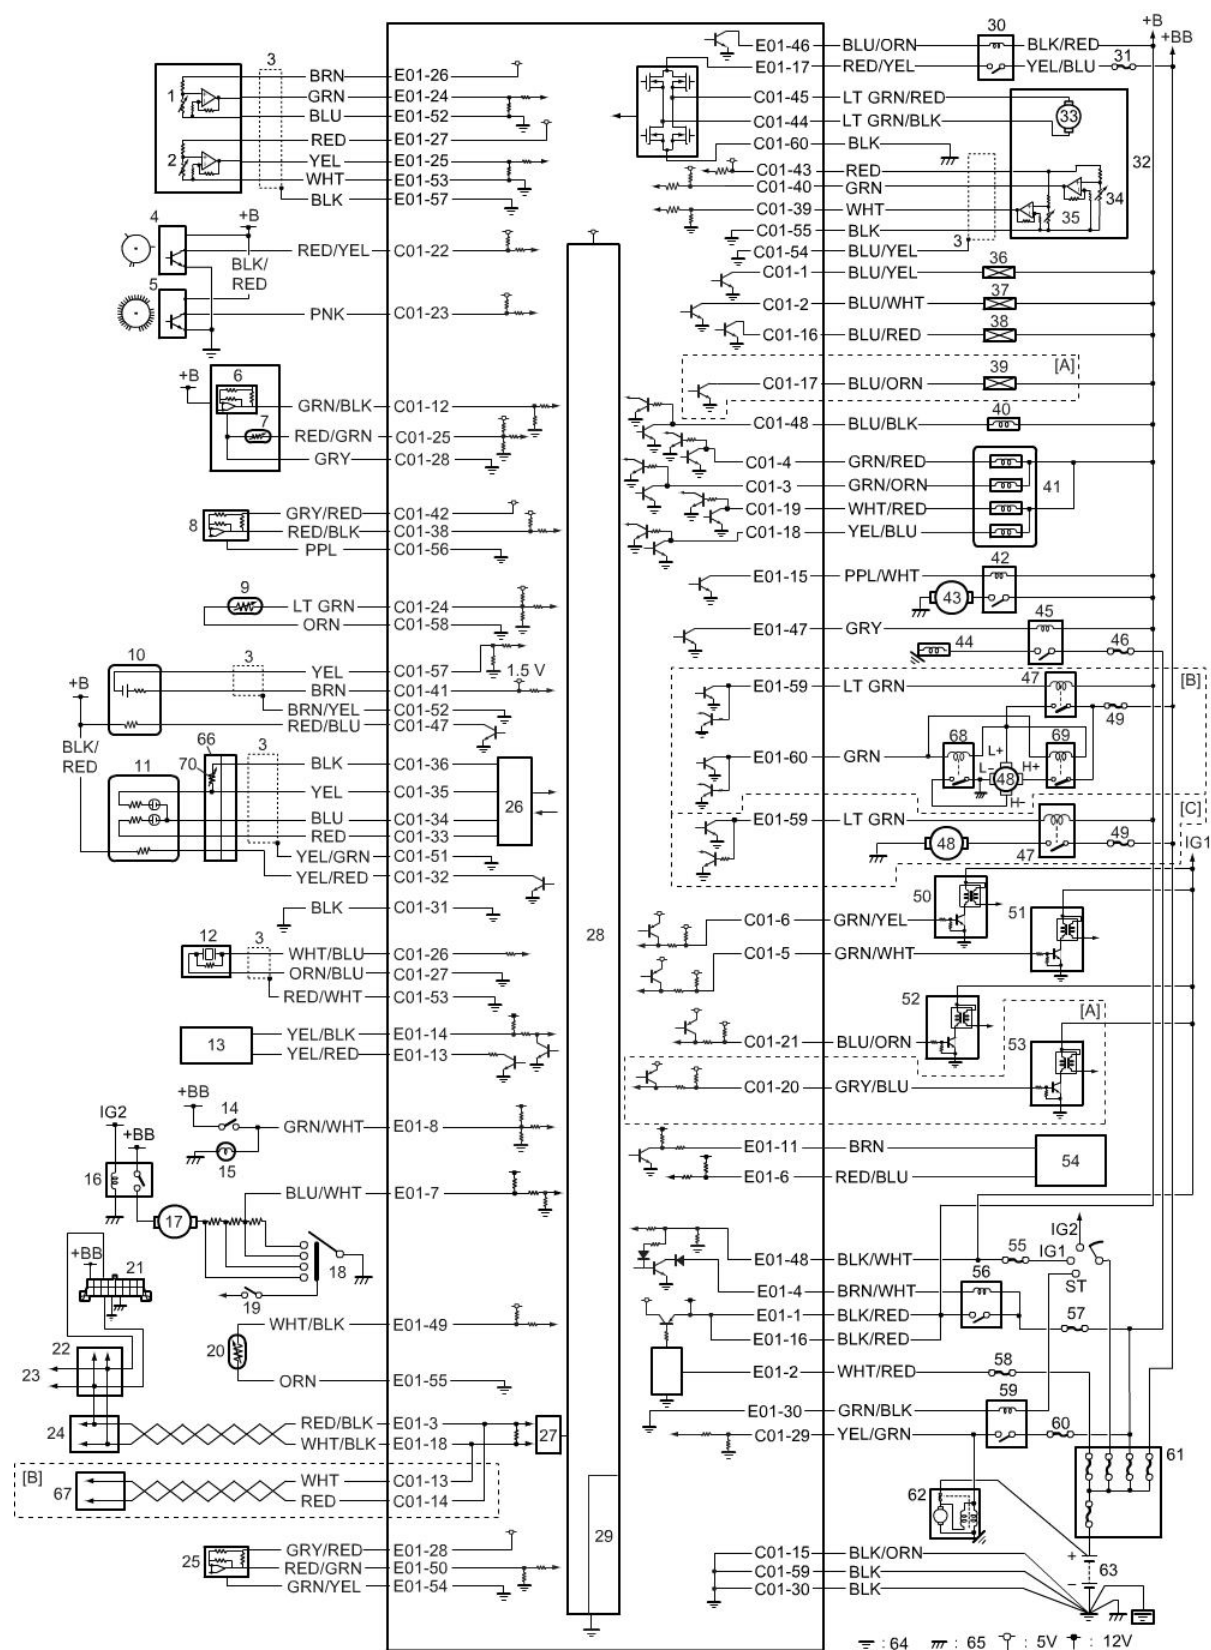 3
1
BRN E01-26
GRN E01-24
BLU E01-52
RED E01-27
2
YEL E01-25
WHT E01-53
BLK E01-57
4
+B
RED/YEL C01-22
BLK/
RED
5
PNK C01-23
+B
6
GRN/BLK C01-12
7
RED/GRN C01-25
GRY C01-28
8
GRY/RED C01-42
RED/BLK C01-38
PPL C01-56
9
LT GRN C01-24
ORN C01-58
10
3
YEL C01-57
1.5 V
+B
BRN C01-41
BRN/YEL C01-52
RED/BLU C01-47
BLK/
RED
66
3
70
11
BLK C01-36
YEL C01-35
26
BLU C01-34
RED C01-33
YEL/GRN C01-51
YEL/RED C01-32
BLK C01-31
12
3
WHT/BLU C01-26
ORN/BLU C01-27
RED/WHT C01-53
13
YEL/BLK E01-14
YEL/RED E01-13
+BB
14
IG2
+BB
GRN/WHT E01-8
15
16
BLU/WHT E01-7
17
18
+BB
21
19
WHT/BLK E01-49
20
22
23
ORN E01-55
24
RED/BLK E01-3
WHT/BLK E01-18
27
[B]
67
WHT C01-13
RED C01-14
25
GRY/RED E01-28
RED/GRN E01-50
GRN/YEL E01-54
28
29
+B
+BB
30
E01-46 BLU/ORN BLK/RED
E01-17 RED/YEL YEL/BLU 31
C01-45 LT GRN/RED
33
C01-44 LT GRN/BLK
C01-60 BLK
32
C01-43 RED
C01-40 GRN
34
C01-39 WHT
35
C01-55 BLK
C01-54 BLU/YEL 3
36
C01-1 BLU/YEL
37
C01-2 BLU/WHT
38
C01-16 BLU/RED
39
[A]
C01-17 BLU/ORN
40
C01-48 BLU/BLK
C01-4 GRN/RED
C01-3 GRN/ORN
41
C01-19 WHT/RED
C01-18 YEL/BLU
42
E01-15 PPL/WHT
43
45
E01-47 GRY
44
46
47
[B]
E01-59 LT GRN
49
68
69
L+
E01-60 GRN
L-
48
H+
H-
[C]
E01-59 LT GRN
49
48
47
IG1
50
51
C01-6 GRN/YEL
C01-5 GRN/WHT
52
[A]
53
C01-21 BLU/ORN
C01-20 GRY/BLU
E01-11 BRN
54
E01-6 RED/BLU
IG2
55
IG1
E01-48 BLK/WHT
56
ST
E01-4 BRN/WHT
E01-1 BLK/RED
57
E01-16 BLK/RED
58
E01-2 WHT/RED
59
E01-30 GRN/BLK
60
C01-29 YEL/GRN
61
62
C01-15 BLK/ORN
C01-59 BLK
C01-30 BLK
+
63
-
: 64 : 65 : 5V : 12V